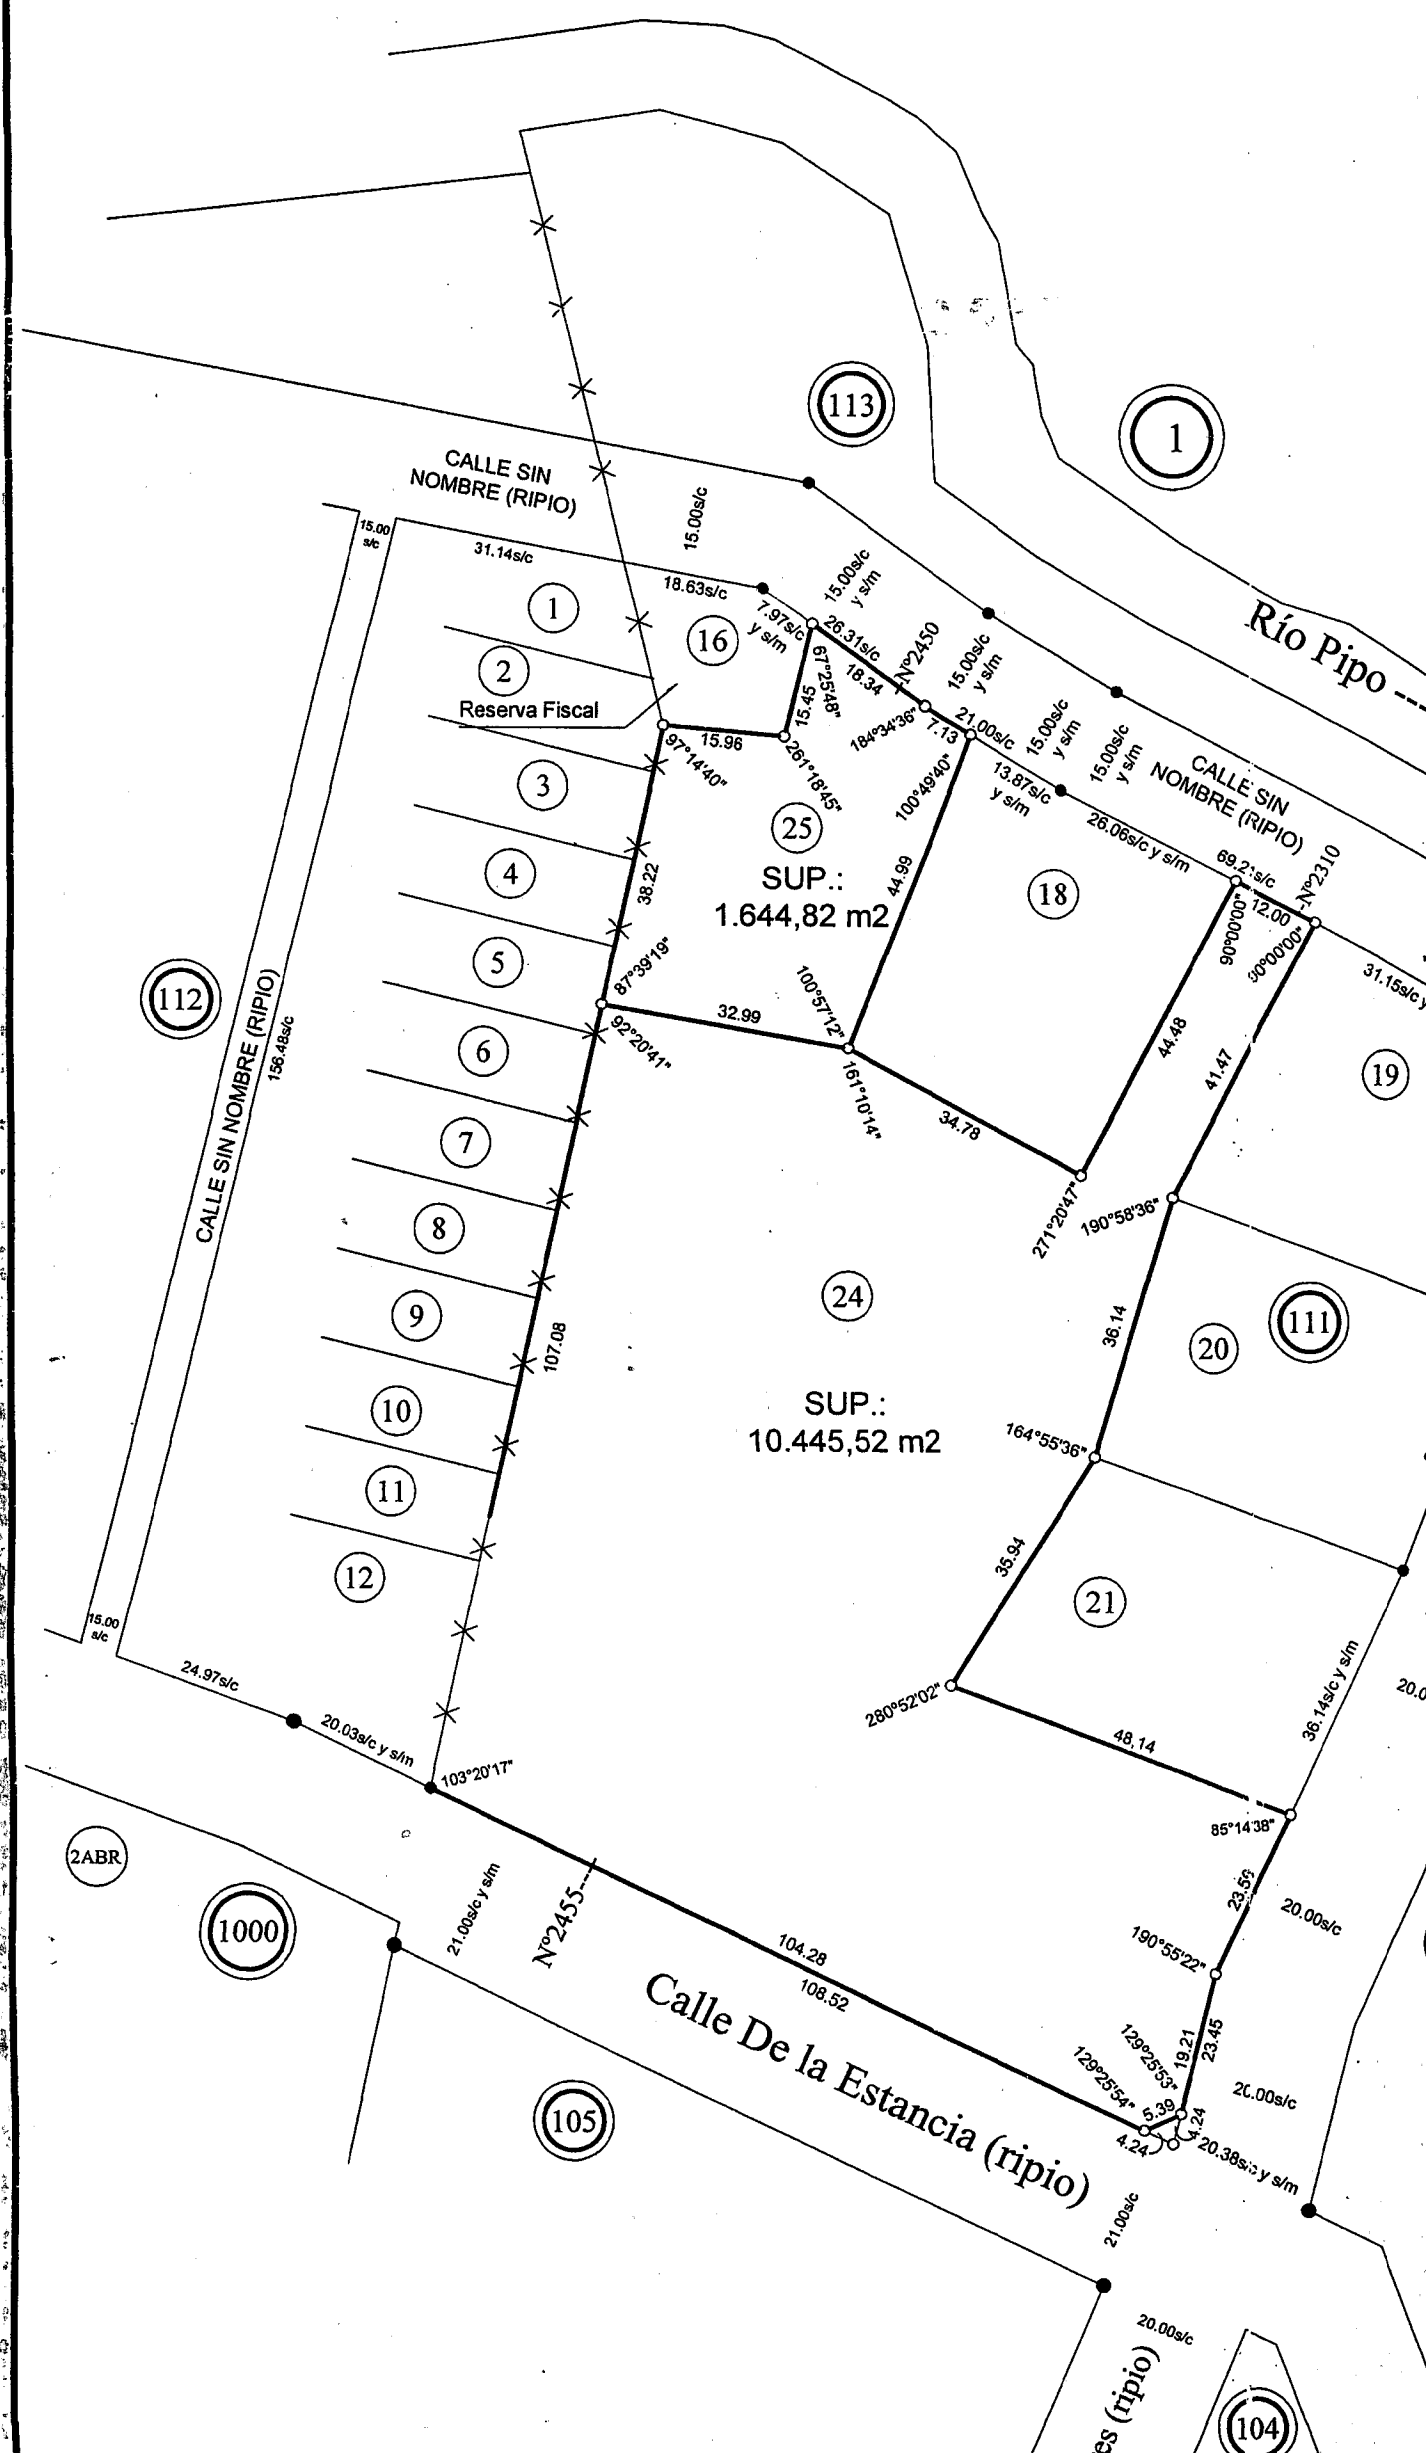 113
1
CALLE SIN
NOMBRE (RIPIO)
15.00s/c
15.00
s/c
31.14s/c
18.63s/c
7.97s/c
y s/m
15.00s/c
y s/m
26.31s/c
18.34
Nº2450
15.00s/c
y s/m
Río Pipo
1
16
2
Reserva Fiscal
67°25'48"
15.45
15.96
97°14'40"
261°18'45"
184°34'36"
7.13
21.00s/c
100°49'40"
13.87s/c
y s/m
15.00s/c
y s/m
15.00s/c
y s/m
CALLE SIN
NOMBRE (RIPIO)
26.06s/c y s/m
69.21s/c
12.00
Nº2310
90°00'00"
90°00'00"
31.15s/c y
3
25
SUP.:
1.644,82 m2
4
38.22
44.99
18
5
87°39'19"
92°20'41"
32.99
100°57'12"
161°10'14"
34.78
44.48
41.47
19
112
CALLE SIN NOMBRE (RIPIO)
156.48s/c
6
7
8
271°20'47"
190°58'36"
9
24
SUP.:
10.445,52 m2
107.08
36.14
20
111
10
11
12
164°55'36"
35.94
21
280°52'02"
48,14
36.14s/c y s/m
20.0
15.00
s/c
24.97s/c
20.03s/c y s/m
103°20'17"
85°14'38"
2ABR
1000
21.00s/c y s/m
Nº2455
104.28
108.52
23.59
20.00s/c
190°55'22"
19.21
23.45
129°25'53"
129°25'54"
5.39
4.24
4.24
20.00s/c
20.38s/c y s/m
Calle De la Estancia (ripio)
105
21.00s/c
20.00s/c
es (ripio)
104